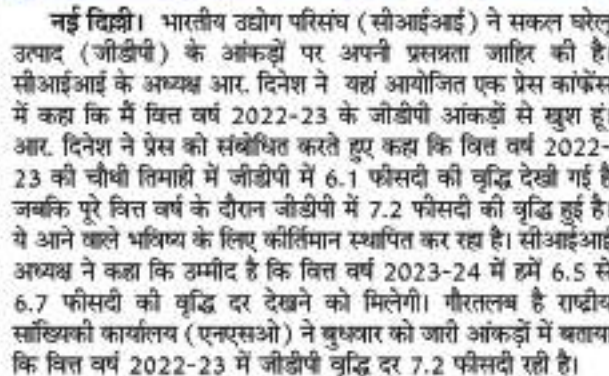 नई दिल्ली। भारतीय उद्योग परिसंघ (सीआईआई) ने सकल घरेलू
उत्पाद (जीडीपी) के आंकड़ों पर अपनी प्रसन्नता जाहिर की है।
सीआईआई के अध्यक्ष आर. दिनेश ने यहां आयोजित एक प्रेस कांफ्रेंस
में कहा कि मैं वित्त वर्ष 2022-23 के जीडीपी आंकड़ों से खुश हूं।
आर. दिनेश ने प्रेस को संबोधित करते हुए कहा कि वित्त वर्ष 2022-
23 की चौथी तिमाही में जीडीपी में 6.1 फीसदी की वृद्धि देखी गई है
जबकि पूरे वित्त वर्ष के दौरान जीडीपी में 7.2 फीसदी की वृद्धि हुई है।
ये आने वाले भविष्य के लिए कीर्तिमान स्थापित कर रहा है। सीआईआई
अध्यक्ष ने कहा कि उम्मीद है कि वित्त वर्ष 2023-24 में हमें 6.5 से
6.7 फीसदी की वृद्धि दर देखने को मिलेगी। गौरतलब है राष्ट्रीय
सांख्यिकी कार्यालय (एनएसओ) ने बुधवार को जारी आंकड़ों में बताया
कि वित्त वर्ष 2022-23 में जीडीपी वृद्धि दर 7.2 फीसदी रही है।